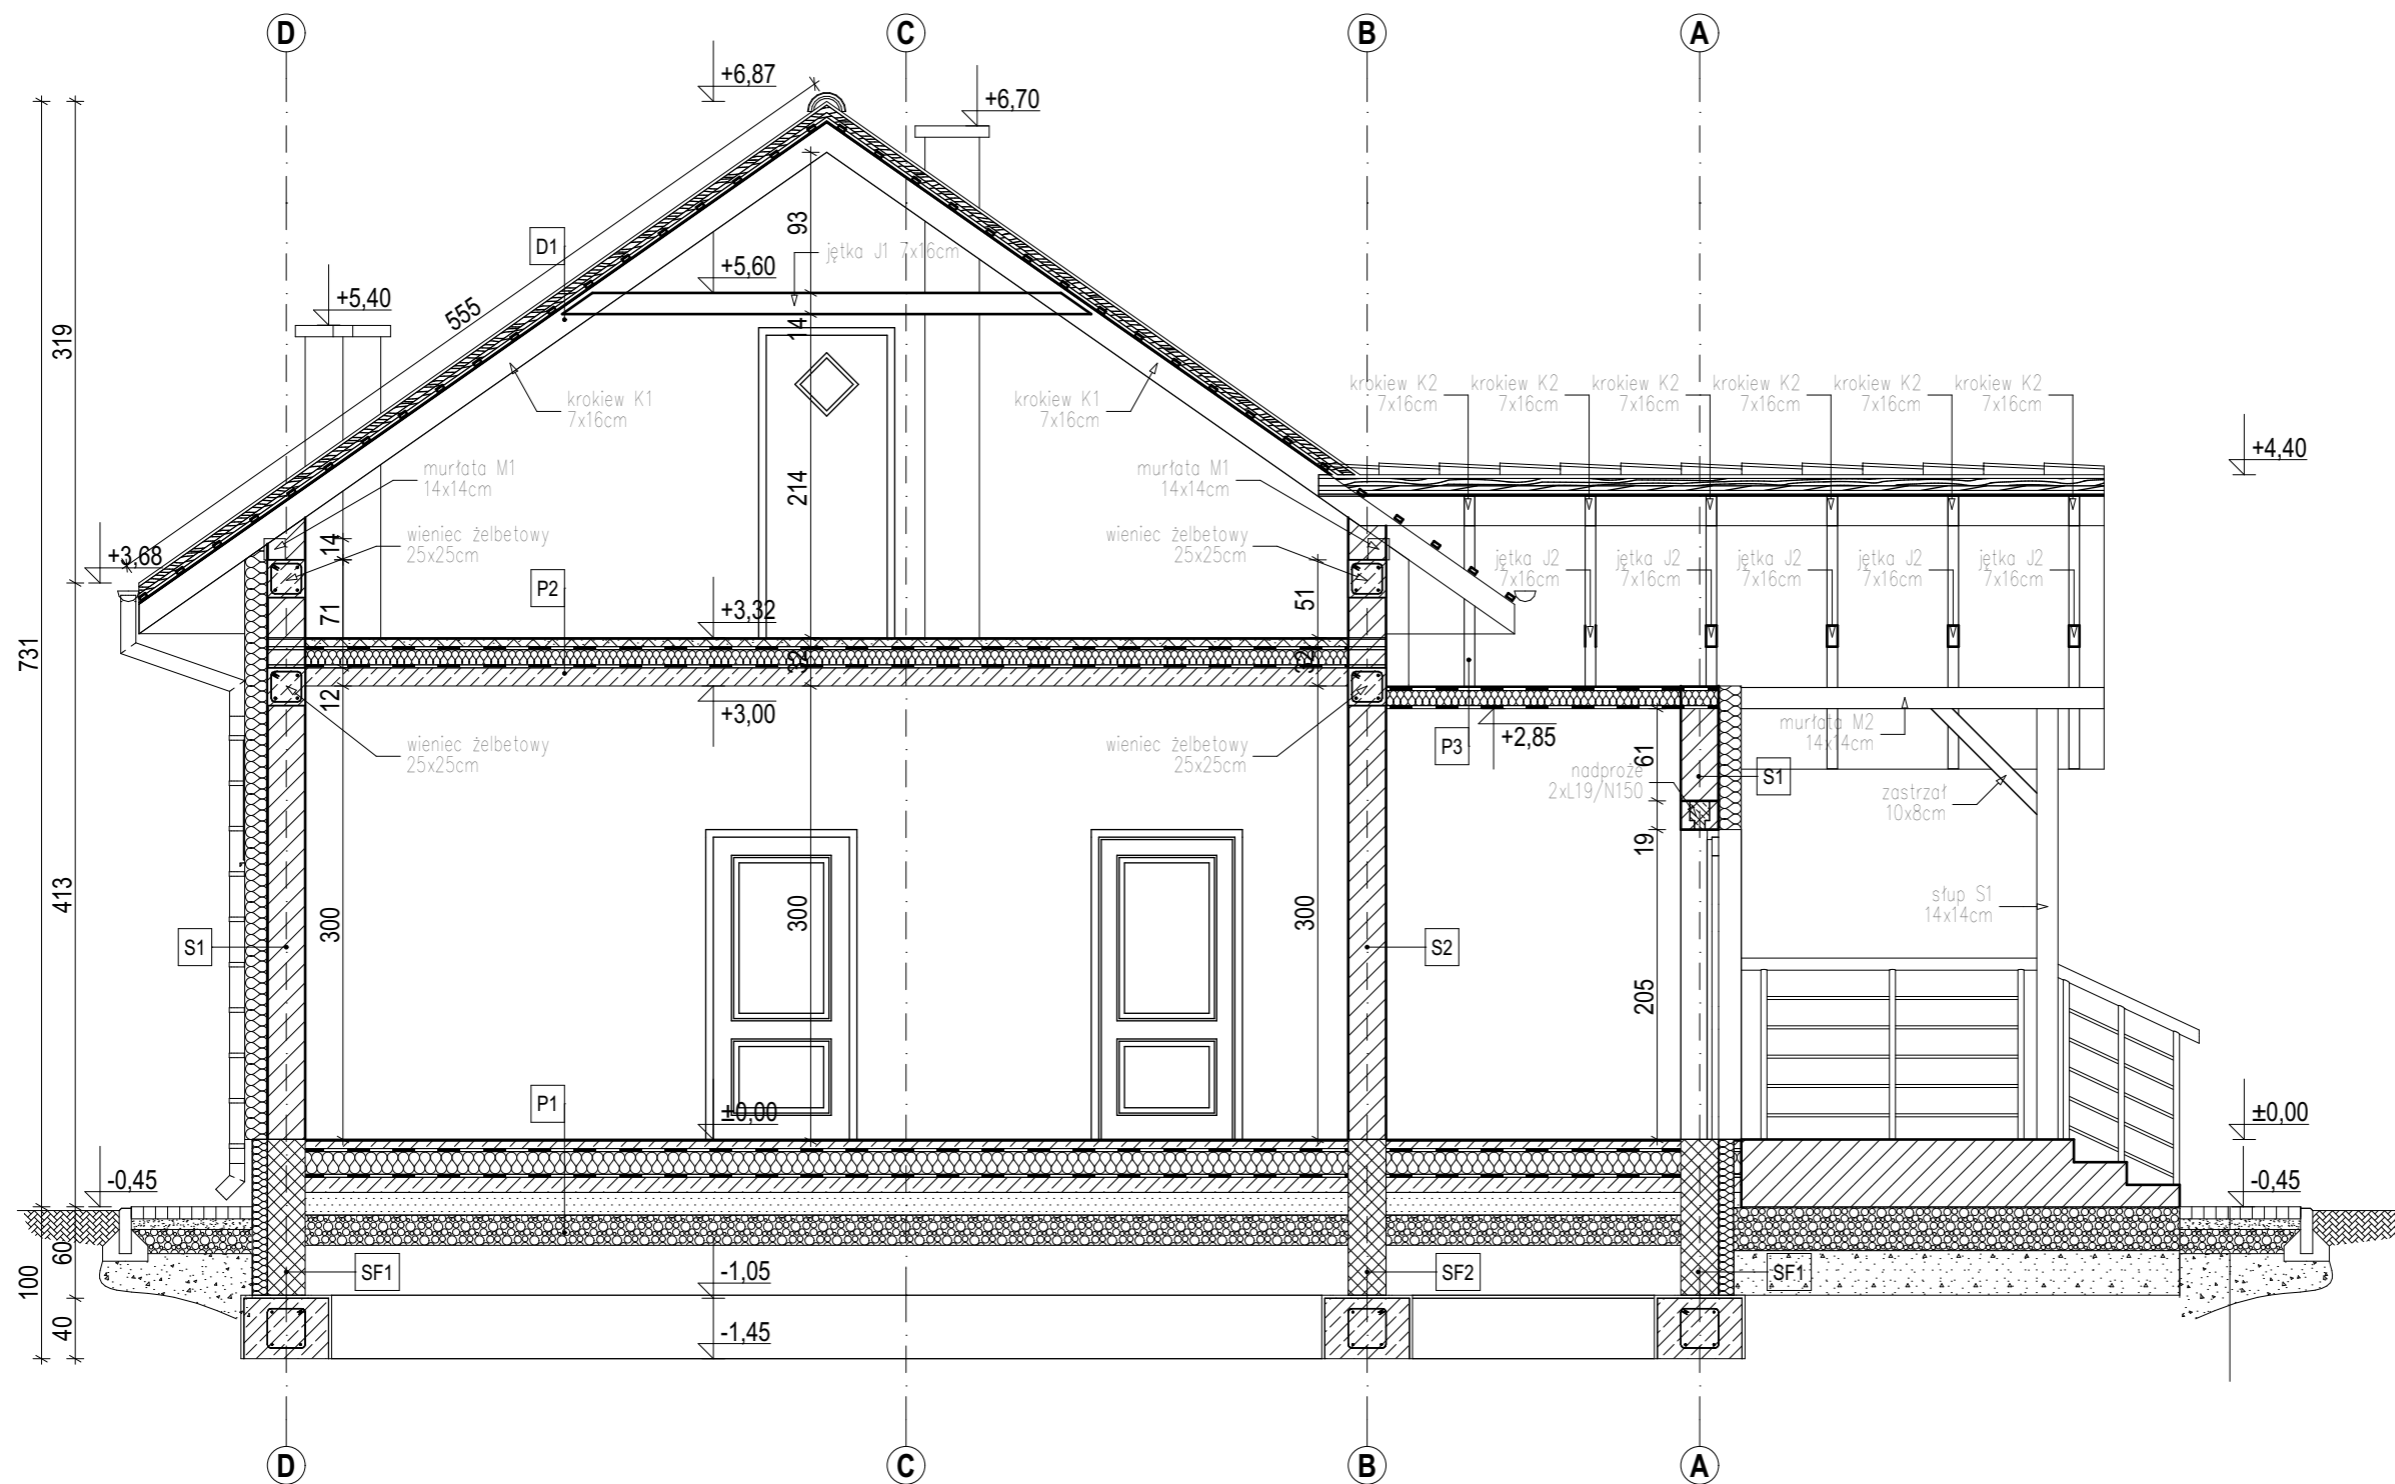 D
C
B
A
+6,87
+6,70
93
D1
jętka J1 7x16cm
+5,60
+5,40
555
14
319
krokiew K1
7x16cm
krokiew K1
7x16cm
krokiew K2
7x16cm
krokiew K2
7x16cm
krokiew K2
7x16cm
krokiew K2
7x16cm
krokiew K2
7x16cm
krokiew K2
7x16cm
+4,40
murłata M1
14x14cm
214
murłata M1
14x14cm
wieniec żelbetowy
25x25cm
wieniec żelbetowy
25x25cm
14
+3,68
jętka J2
7x16cm
jętka J2
7x16cm
jętka J2
7x16cm
jętka J2
7x16cm
jętka J2
7x16cm
P2
71
+3,32
51
731
32
32
12
+3,00
wieniec żelbetowy
25x25cm
wieniec żelbetowy
25x25cm
P3
+2,85
61
murłata M2
14x14cm
nadproże
2xL19/N150
S1
zastrzał
10x8cm
19
413
300
300
300
słup S1
14x14cm
S1
S2
205
P1
±0,00
±0,00
-0,45
-0,45
60
100
SF1
-1,05
SF2
SF1
40
-1,45
D
C
B
A